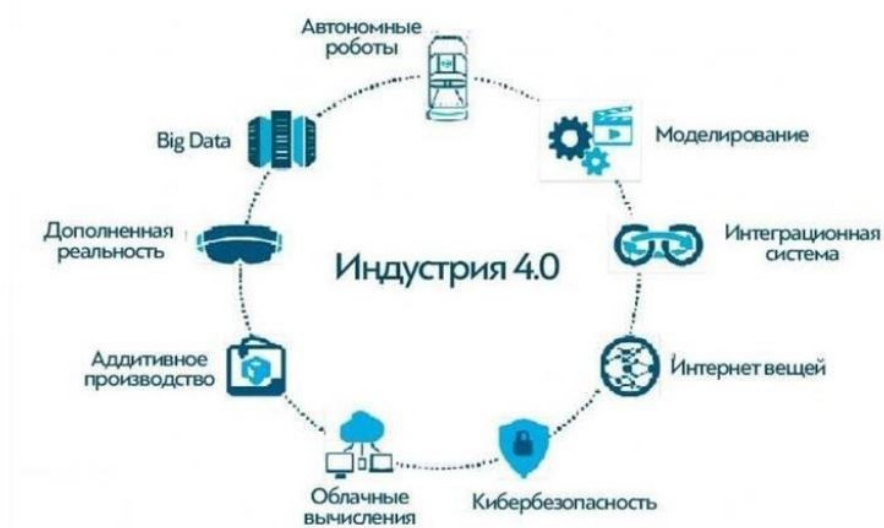 Автономные
роботы
Big Data
Моделирование
Дополненная
реальность
Интеграционная
система
Индустрия 4.0
Аддитивное
производство
Интернет вещей
Облачные
вычисления
Кибербезопасность